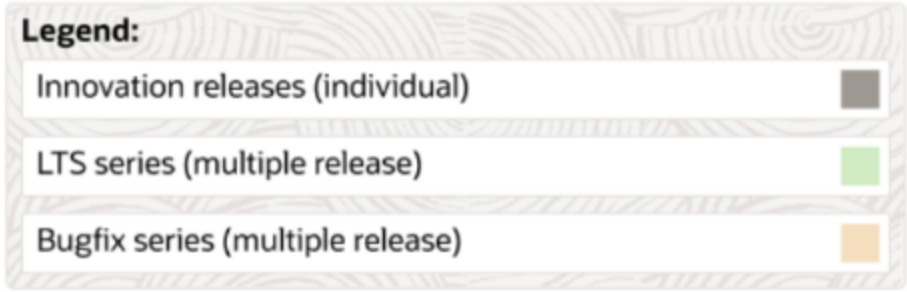 Legend:
Innovation releases (individual)
LTS series (multiple release)
Bugfix series (multiple release)